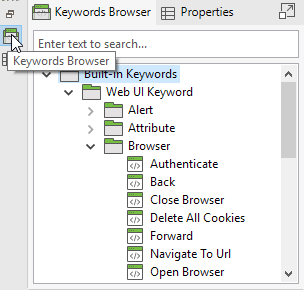 Keywords Browser Properties
Enter text to search...
Keywords Browser
Built-in Keywords
Web UI Keyword
Alert
Attribute
Browser
Authenticate
Back
Close Browser
Delete All Cookies
Forward
Navigate To Url
Open Browser